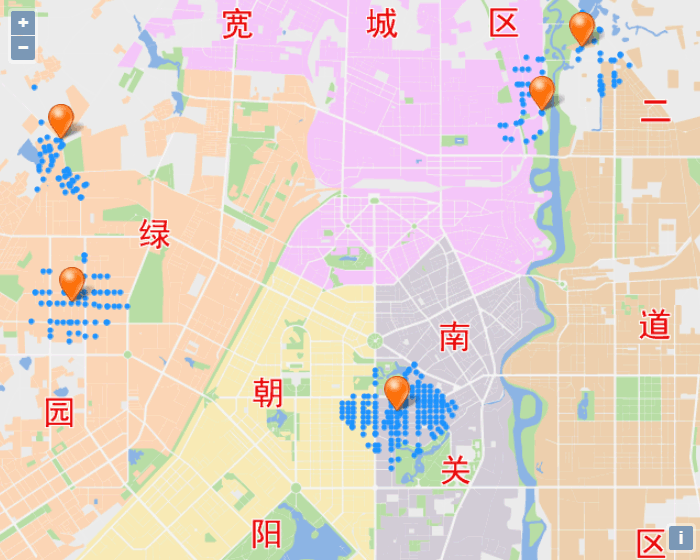 +
−
宽城区
二
绿
道
南
朝
园
关
阳
区
i